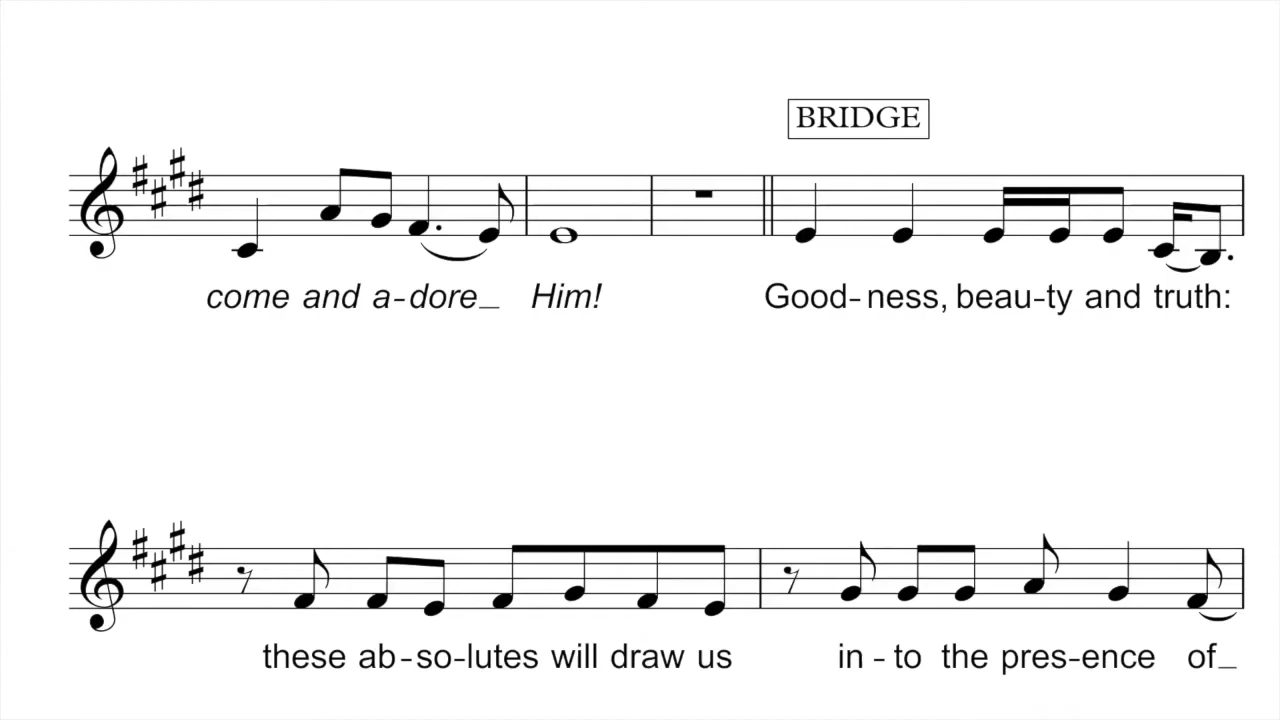 BRIDGE
come and a-dore_ Him! Good-ness, beau-ty and truth:
these ab-so-lutes will draw us in-to the pres-ence of_